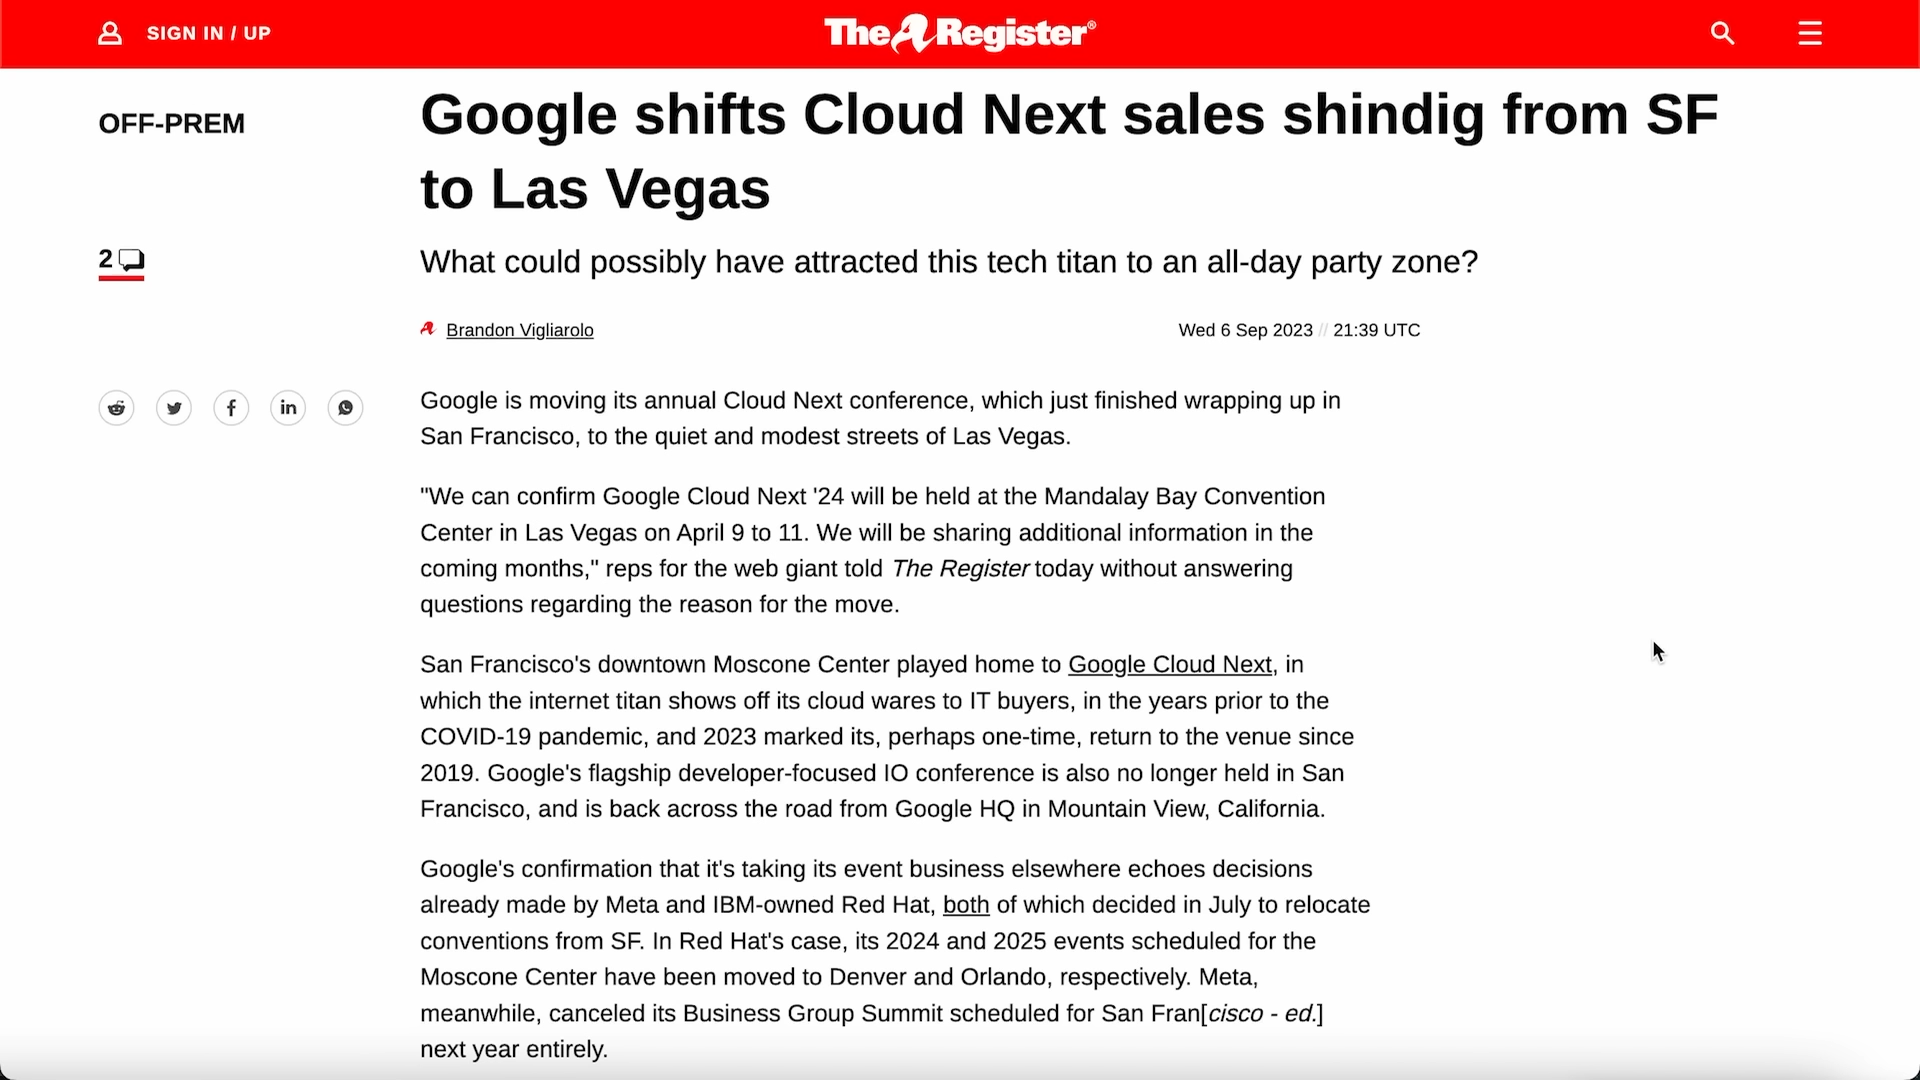 SIGN IN / UP
The Register®
OFF-PREM
Google shifts Cloud Next sales shindig from SF
to Las Vegas
2
What could possibly have attracted this tech titan to an all-day party zone?
Brandon Vigliarolo
Wed 6 Sep 2023 // 21:39 UTC
Google is moving its annual Cloud Next conference, which just finished wrapping up in
San Francisco, to the quiet and modest streets of Las Vegas.
"We can confirm Google Cloud Next '24 will be held at the Mandalay Bay Convention
Center in Las Vegas on April 9 to 11. We will be sharing additional information in the
coming months," reps for the web giant told The Register today without answering
questions regarding the reason for the move.
San Francisco's downtown Moscone Center played home to Google Cloud Next, in
which the internet titan shows off its cloud wares to IT buyers, in the years prior to the
COVID-19 pandemic, and 2023 marked its, perhaps one-time, return to the venue since
2019. Google's flagship developer-focused IO conference is also no longer held in San
Francisco, and is back across the road from Google HQ in Mountain View, California.
Google's confirmation that it's taking its event business elsewhere echoes decisions
already made by Meta and IBM-owned Red Hat, both of which decided in July to relocate
conventions from SF. In Red Hat's case, its 2024 and 2025 events scheduled for the
Moscone Center have been moved to Denver and Orlando, respectively. Meta,
meanwhile, canceled its Business Group Summit scheduled for San Fran[cisco - ed.]
next year entirely.